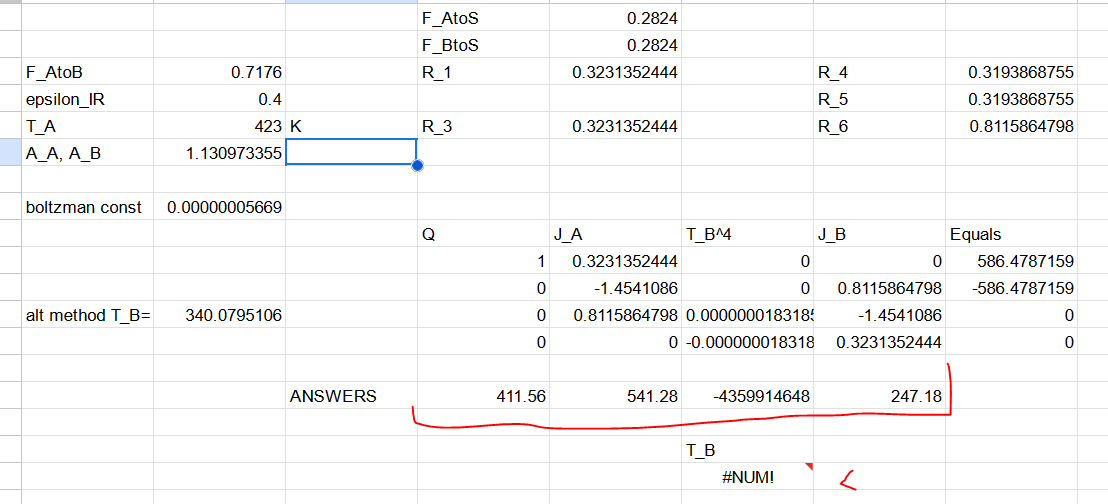 F_AtoS 0.2824
F_BtoS 0.2824
F_AtoB 0.7176 R_1 0.3231352444 R_4 0.3193868755
epsilon_IR 0.4 R_5 0.3193868755
T_A 423 K R_3 0.3231352444 R_6 0.8115864798
A_A, A_B 1.130973355
boltzman const 0.00000005669
Q J_A T_B^4 J_B Equals
1 0.3231352444 0 0 586.4787159
0 -1.4541086 0 0.8115864798 -586.4787159
alt method T_B= 340.0795106 0 0.8115864798 0.000000018318 -1.4541086 0
0 0 -0.000000018318 0.3231352444 0
ANSWERS 411.56 541.28 -4359914648 247.18
T_B
#NUM!